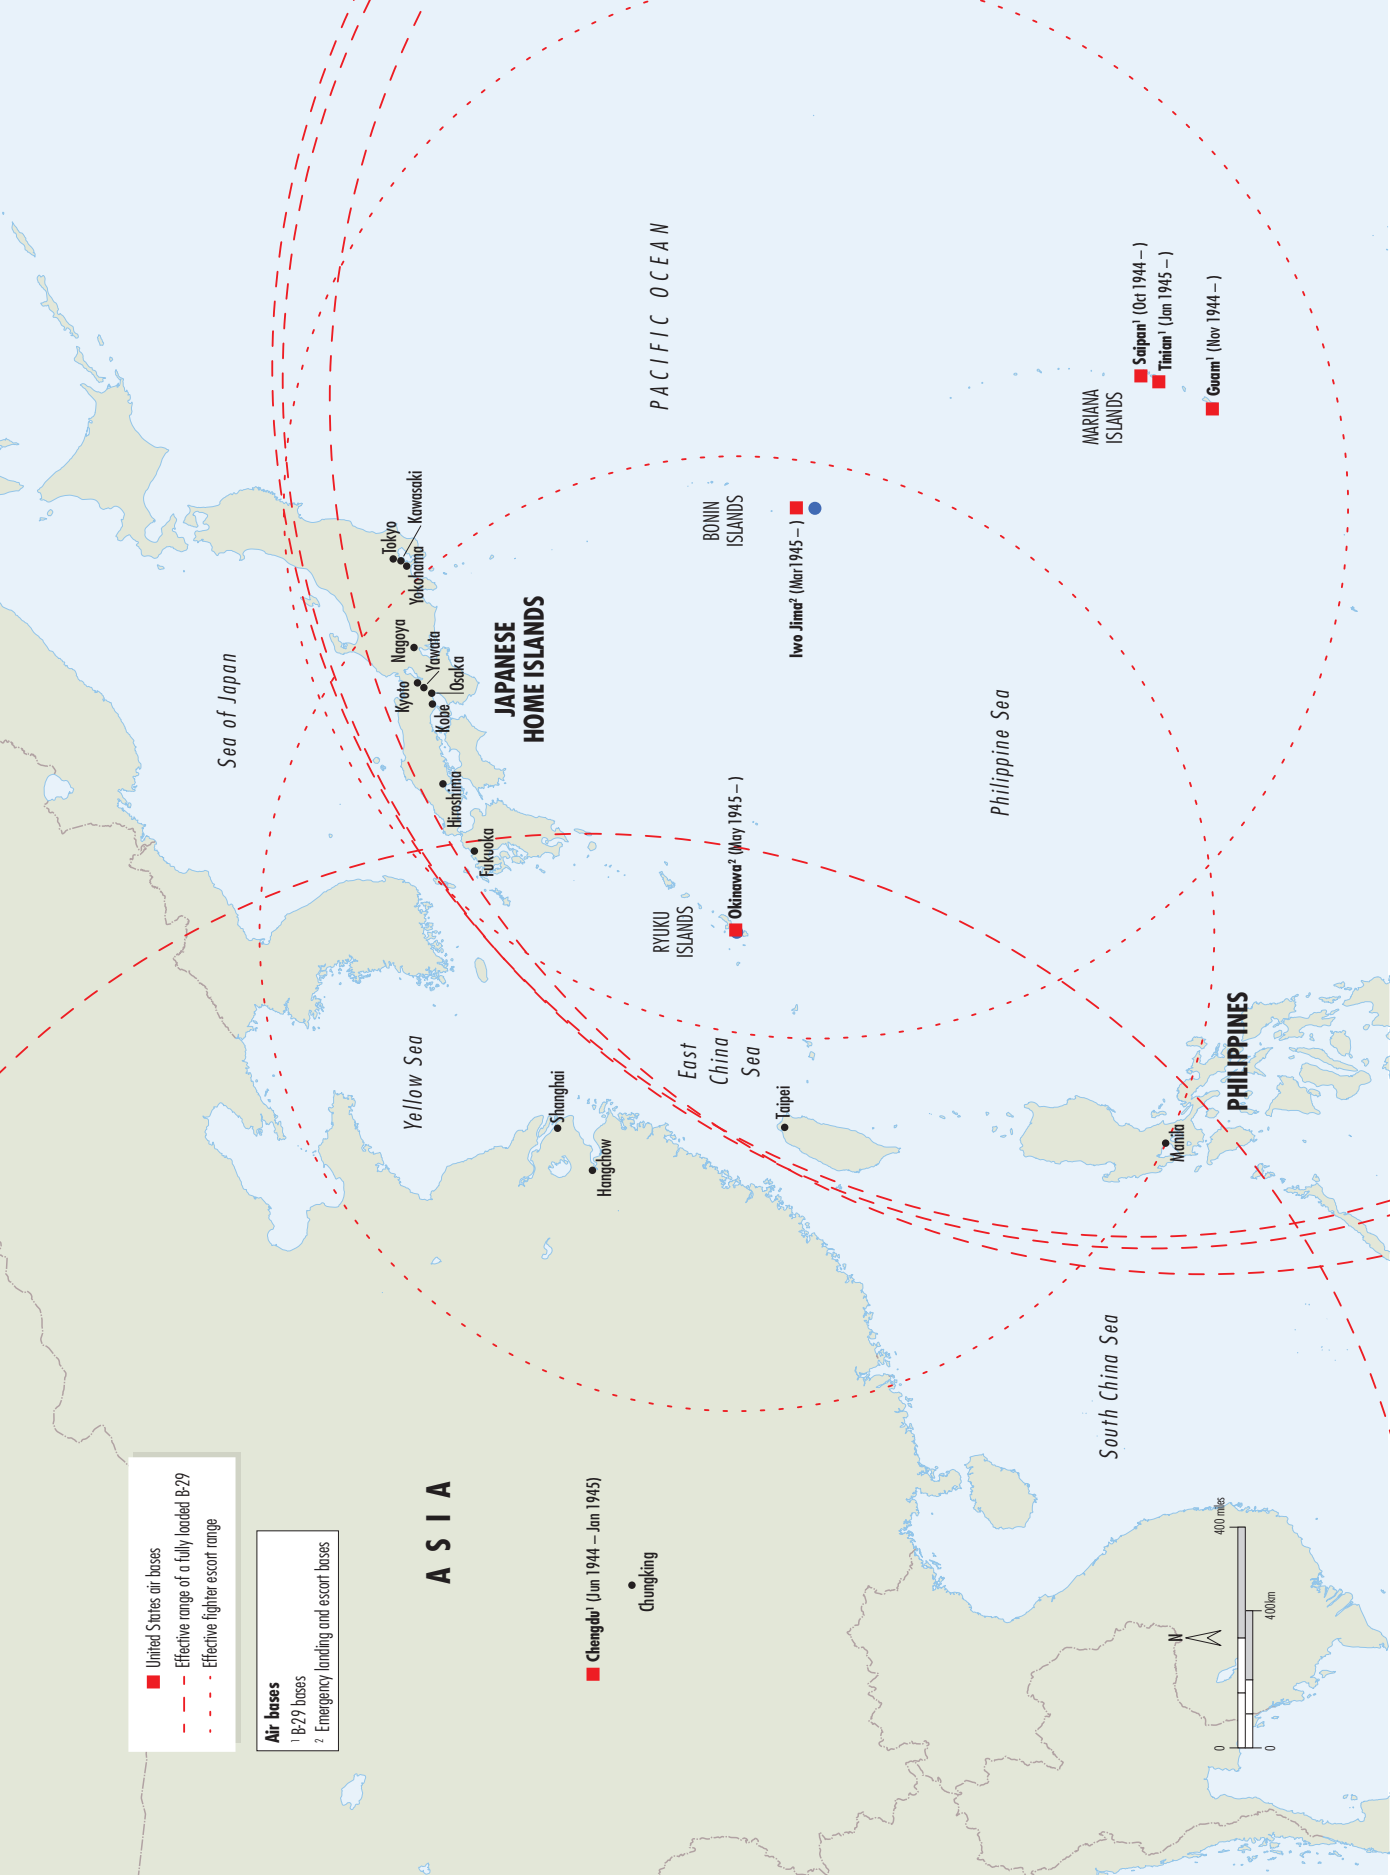 United States air bases
Effective range of a fully loaded B-29
Effective fighter escort range
Air bases
¹ B-29 bases
² Emergency landing and escort bases
ASIA
Chengdu¹ (Jun 1944 – Jan 1945)
Chungking
Yellow Sea
Shanghai
Hangchow
East
China
Sea
Taipei
South China Sea
Manila
PHILIPPINES
Sea of Japan
Tokyo
Kawasaki
Yokohama
Nagoya
Yawata
Kyoto
Osaka
Kobe
Hiroshima
Fukuoka
JAPANESE
HOME ISLANDS
RYUKU
ISLANDS
Okinawa² (May 1945 – )
Philippine Sea
PACIFIC OCEAN
BONIN
ISLANDS
Iwo Jima² (Mar1945 – )
MARIANA
ISLANDS
Saipan¹ (Oct 1944 – )
Tinian¹ (Jan 1945 – )
Guam¹ (Nov 1944 – )
N
0
400 miles
0
400km